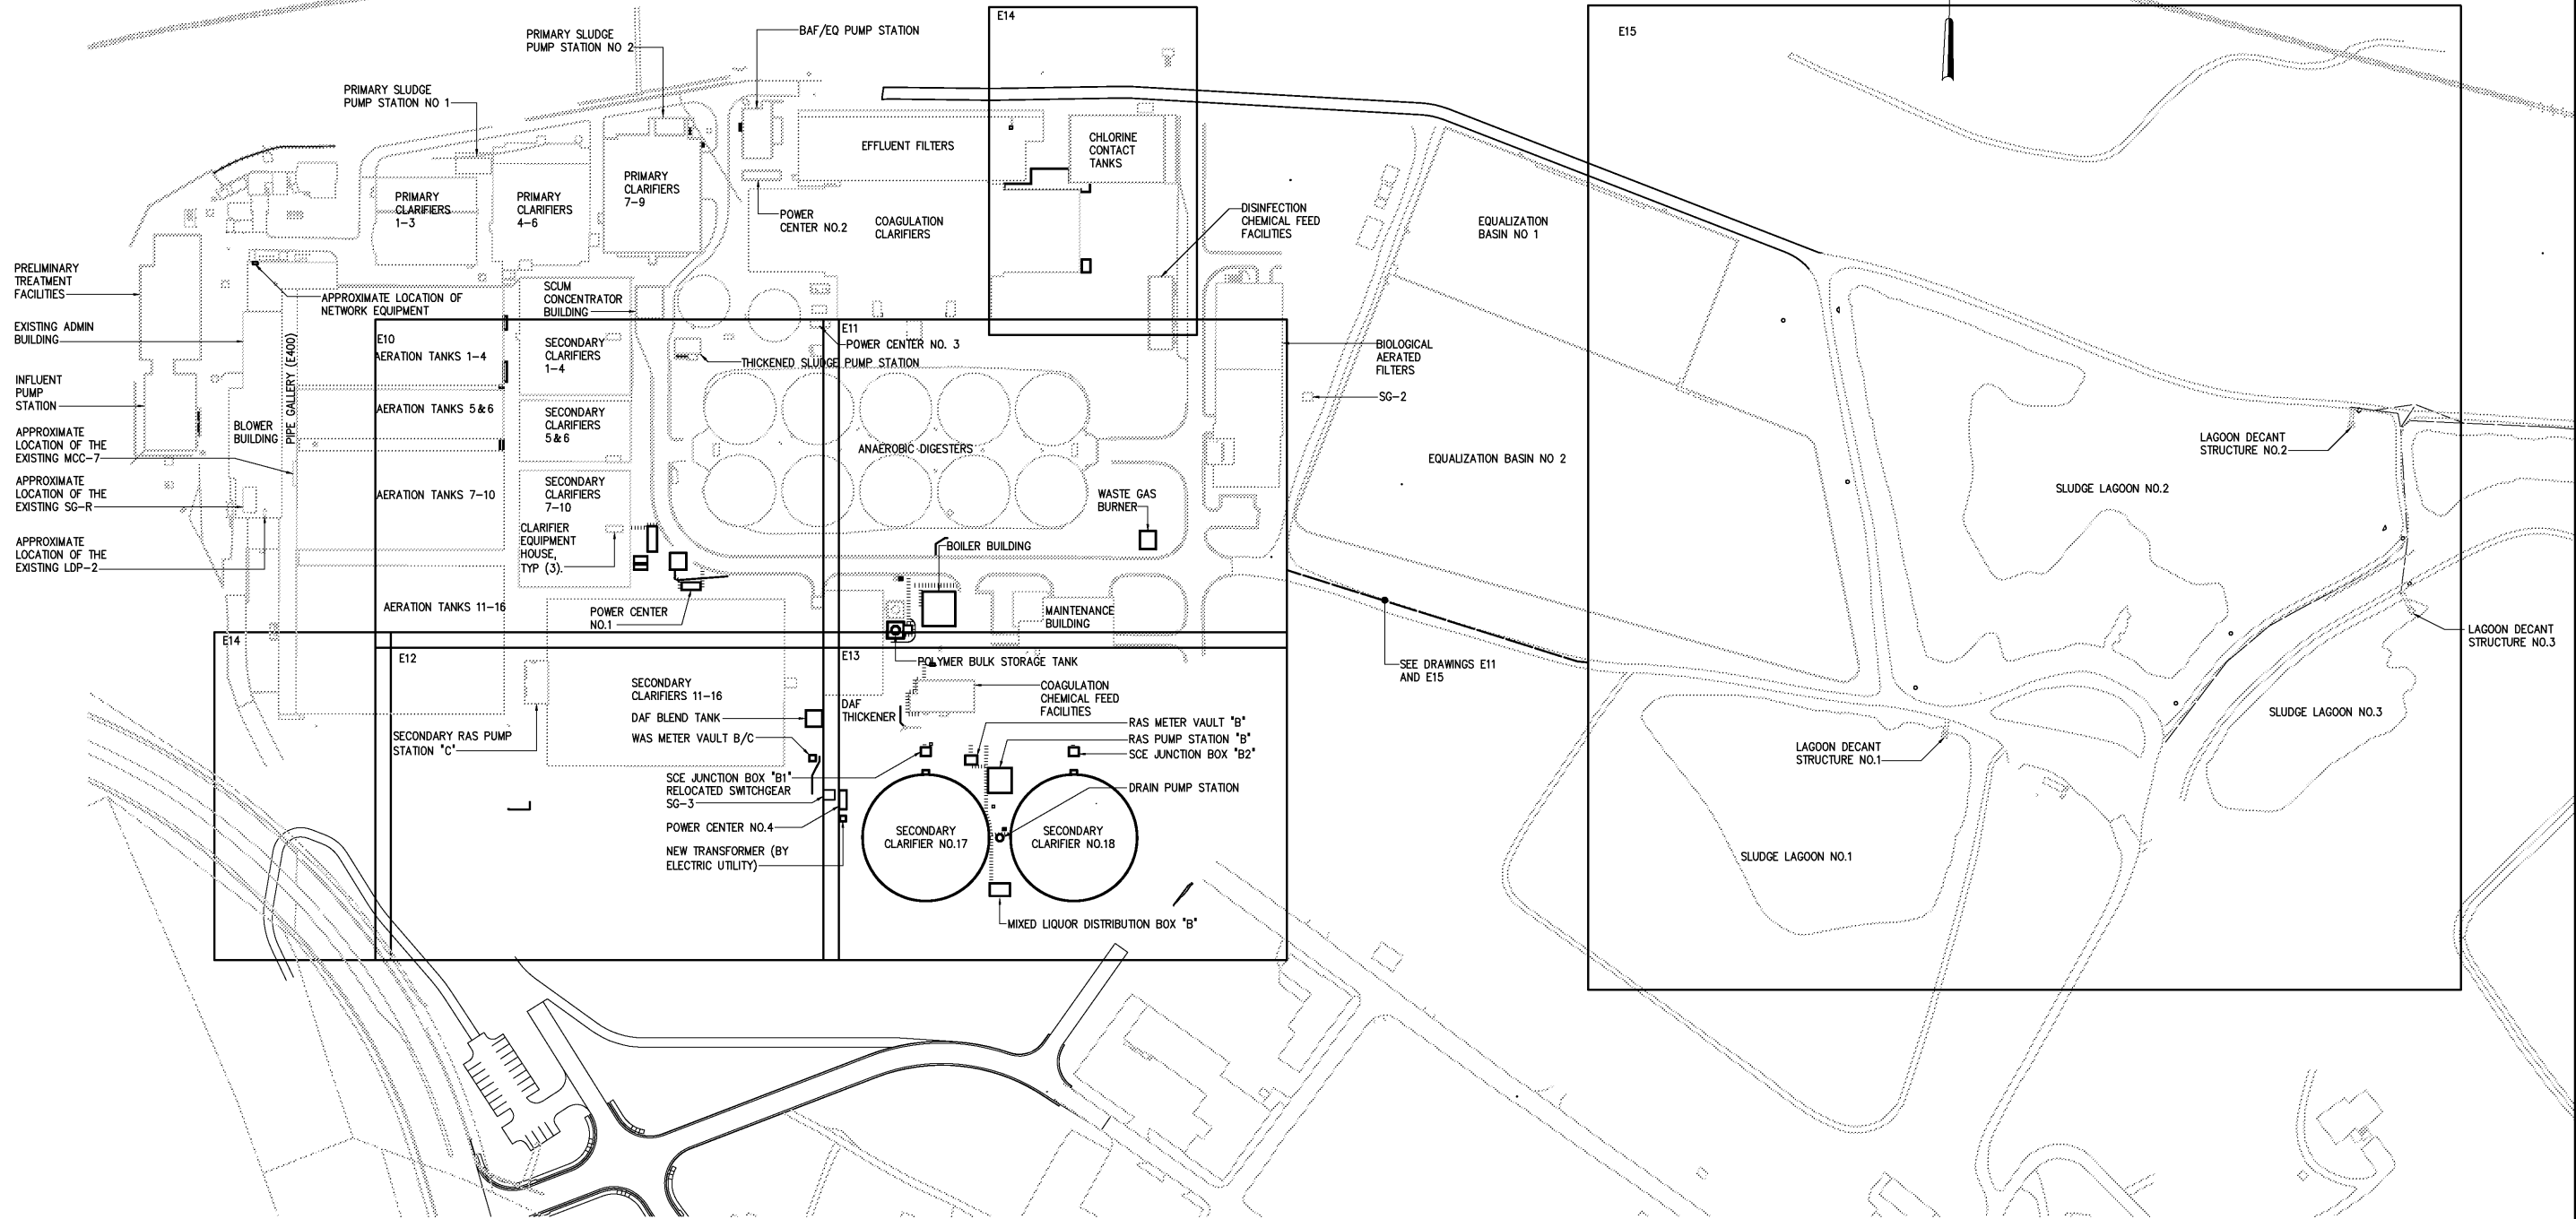 E14
E15
PRIMARY SLUDGE
PUMP STATION NO 2
BAF/EQ PUMP STATION
PRIMARY SLUDGE
PUMP STATION NO 1
EFFLUENT FILTERS
CHLORINE
CONTACT
TANKS
PRIMARY
CLARIFIERS
1-3
PRIMARY
CLARIFIERS
4-6
PRIMARY
CLARIFIERS
7-9
POWER
CENTER NO.2
COAGULATION
CLARIFIERS
DISINFECTION
CHEMICAL FEED
FACILITIES
EQUALIZATION
BASIN NO 1
PRELIMINARY
TREATMENT
FACILITIES
APPROXIMATE LOCATION OF
NETWORK EQUIPMENT
SCUM
CONCENTRATOR
BUILDING
EXISTING ADMIN
BUILDING
INFLUENT
PUMP
STATION
APPROXIMATE
LOCATION OF THE
EXISTING MCC-7
APPROXIMATE
LOCATION OF THE
EXISTING SG-R
APPROXIMATE
LOCATION OF THE
EXISTING LDP-2
BLOWER
BUILDING
PIPE GALLERY (E400)
E10
AERATION TANKS 1-4
AERATION TANKS 5&6
AERATION TANKS 7-10
AERATION TANKS 11-16
SECONDARY
CLARIFIERS
1-4
SECONDARY
CLARIFIERS
5&6
SECONDARY
CLARIFIERS
7-10
CLARIFIER
EQUIPMENT
HOUSE,
TYP (3).
POWER CENTER
NO.1
E11
POWER CENTER NO. 3
THICKENED SLUDGE PUMP STATION
ANAEROBIC DIGESTERS
WASTE GAS
BURNER
BOILER BUILDING
MAINTENANCE
BUILDING
BIOLOGICAL
AERATED
FILTERS
SG-2
EQUALIZATION BASIN NO 2
SEE DRAWINGS E11
AND E15
LAGOON DECANT
STRUCTURE NO.2
SLUDGE LAGOON NO.2
LAGOON DECANT
STRUCTURE NO.3
SLUDGE LAGOON NO.3
LAGOON DECANT
STRUCTURE NO.1
SLUDGE LAGOON NO.1
E14
E12
SECONDARY RAS PUMP
STATION "C"
SECONDARY
CLARIFIERS 11-16
DAF BLEND TANK
WAS METER VAULT B/C
SCE JUNCTION BOX "B1"
RELOCATED SWITCHGEAR
SG-3
POWER CENTER NO.4
NEW TRANSFORMER (BY
ELECTRIC UTILITY)
E13
POLYMER BULK STORAGE TANK
DAF
THICKENER
COAGULATION
CHEMICAL FEED
FACILITIES
RAS METER VAULT "B"
RAS PUMP STATION "B"
SCE JUNCTION BOX "B2"
DRAIN PUMP STATION
SECONDARY
CLARIFIER NO.17
SECONDARY
CLARIFIER NO.18
MIXED LIQUOR DISTRIBUTION BOX "B"